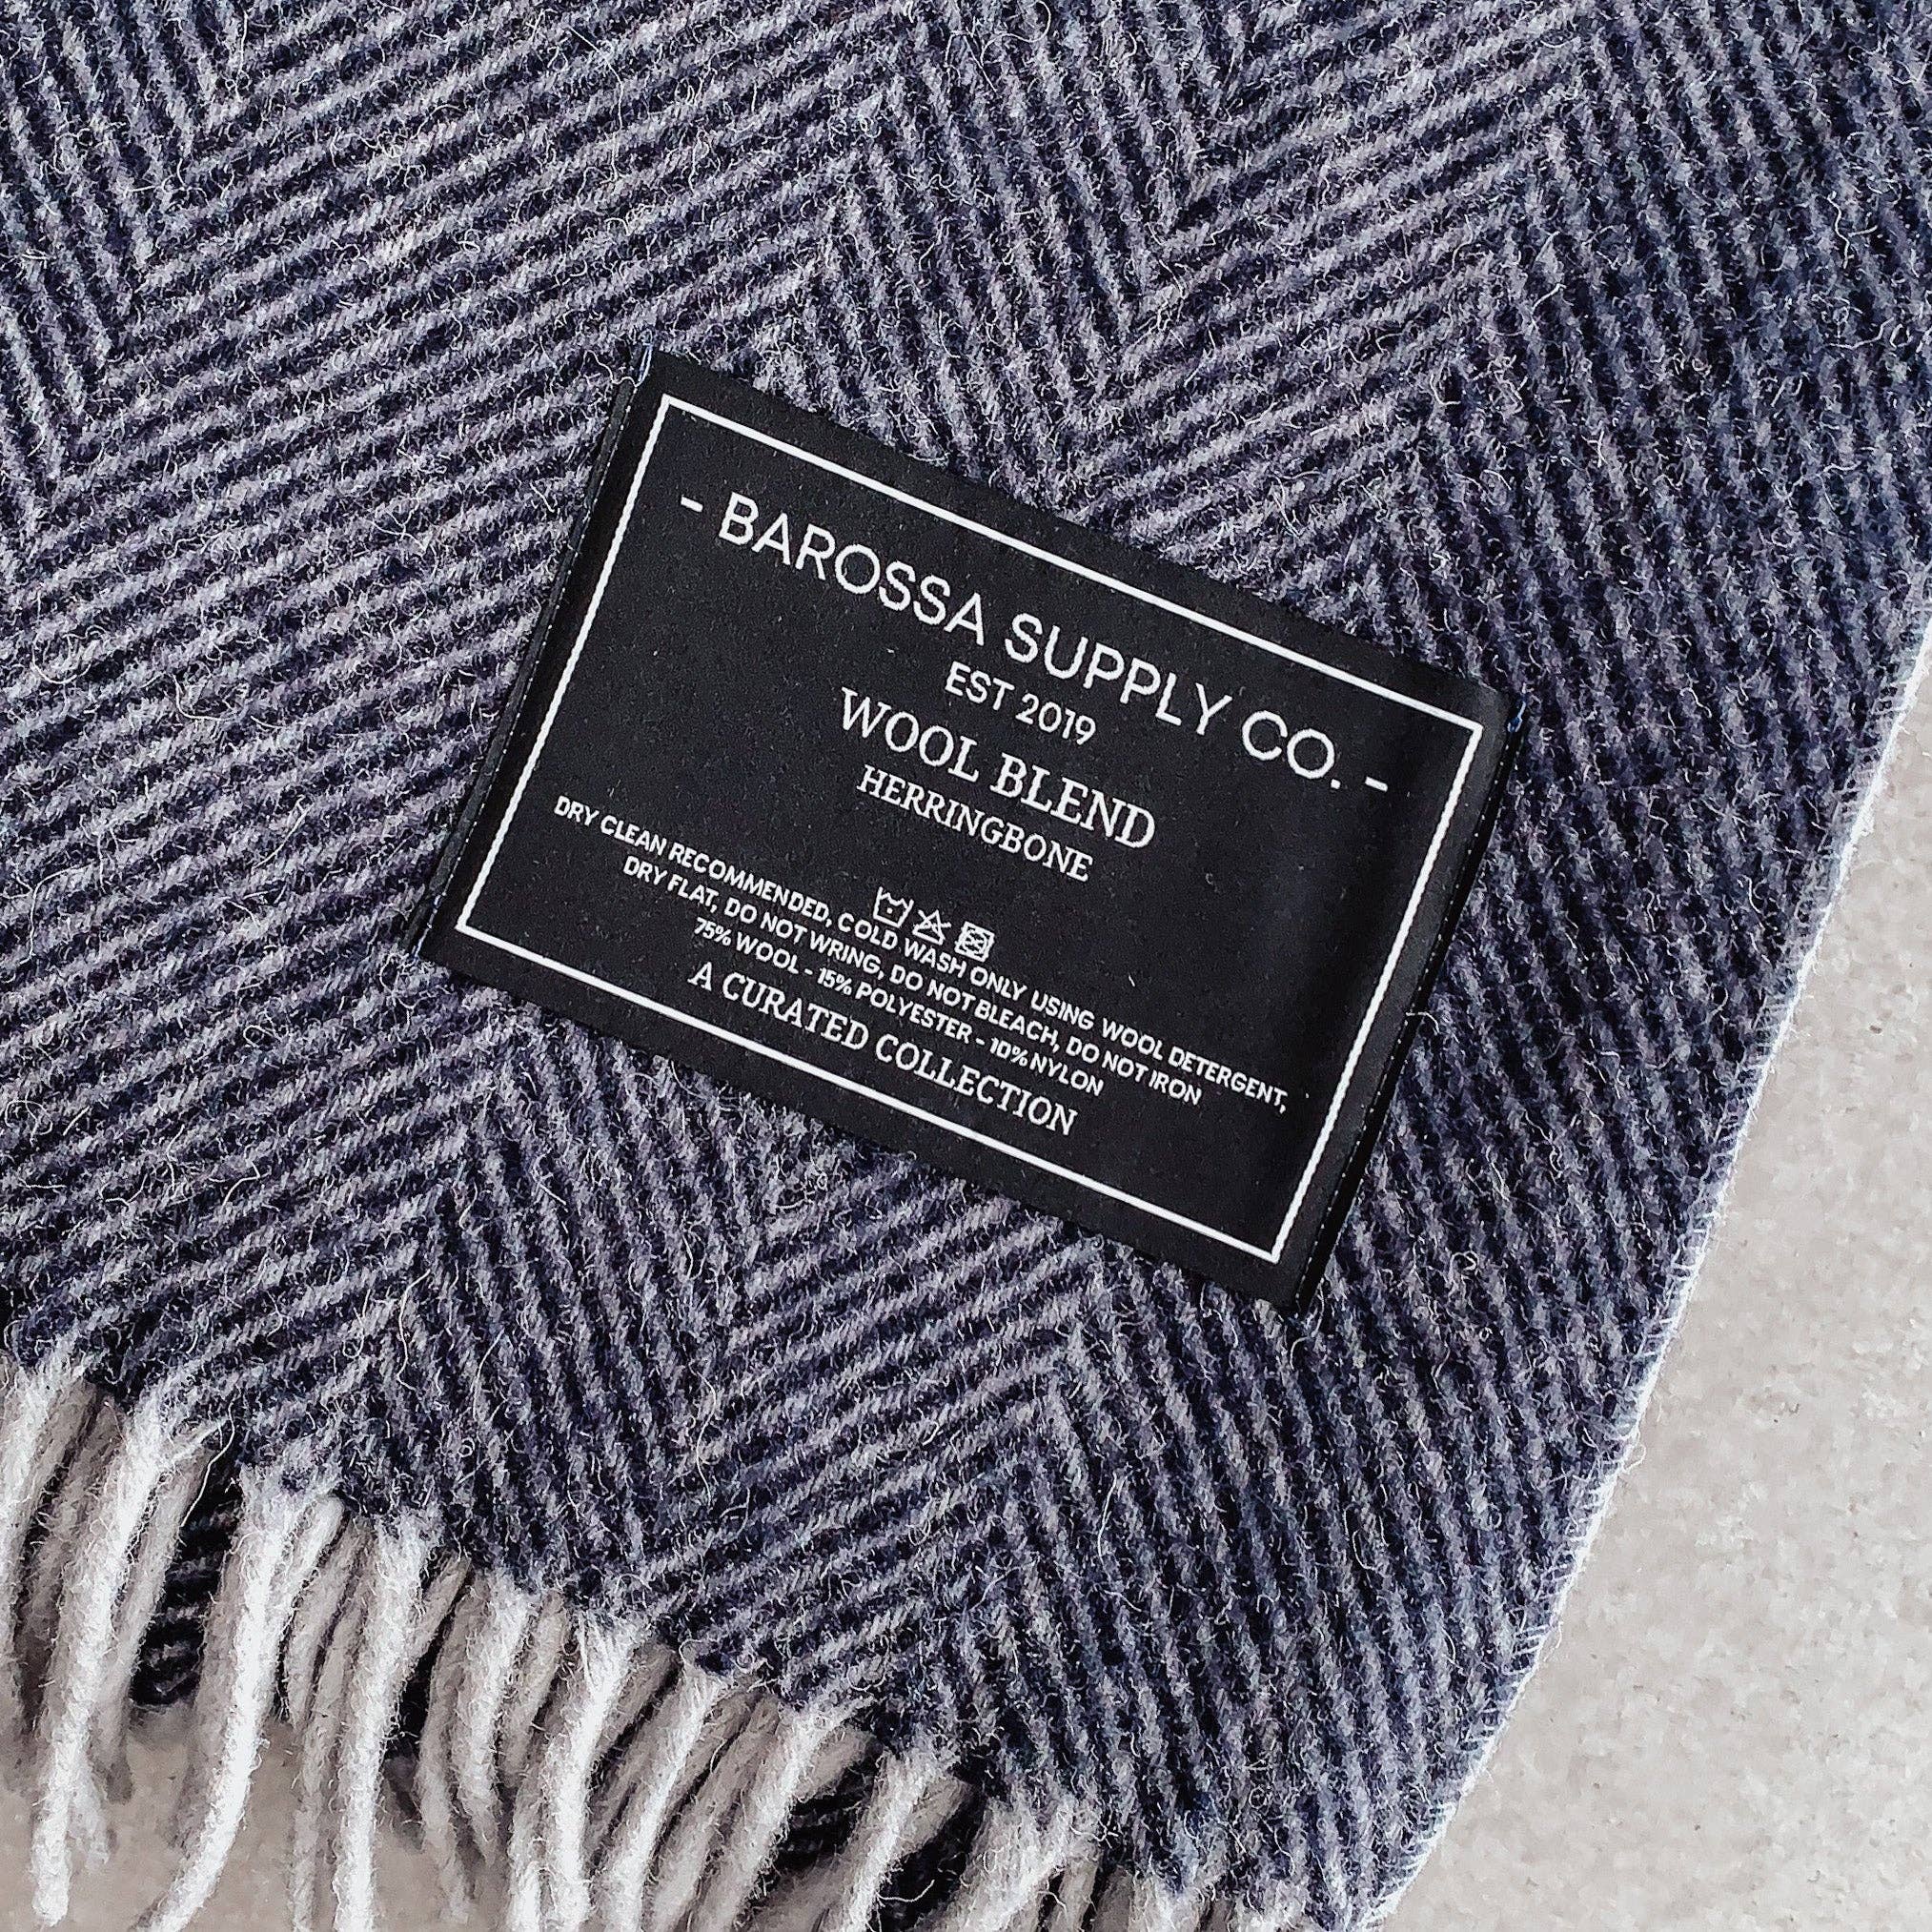 - BAROSSA SUPPLY CO. -
EST 2019
WOOL BLEND
HERRINGBONE
DRY CLEAN RECOMMENDED, COLD WASH ONLY USING WOOL DETERGENT,
DRY FLAT, DO NOT WRING, DO NOT BLEACH, DO NOT IRON
75% WOOL - 15% POLYESTER - 10% NYLON
A CURATED COLLECTION